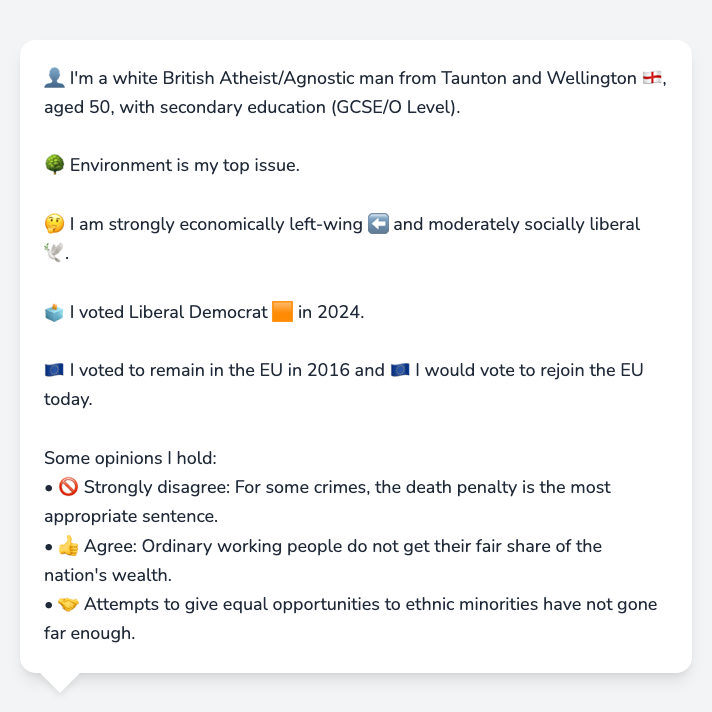 👤 I'm a white British Atheist/Agnostic man from Taunton and Wellington 🏴󠁧󠁢󠁥󠁮󠁧󠁿,
aged 50, with secondary education (GCSE/O Level).
🌳 Environment is my top issue.
🤔 I am strongly economically left-wing ⬅️ and moderately socially liberal
🕊️.
🗳️ I voted Liberal Democrat 🟧 in 2024.
🇪🇺 I voted to remain in the EU in 2016 and 🇪🇺 I would vote to rejoin the EU
today.
Some opinions I hold:
• 🚫 Strongly disagree: For some crimes, the death penalty is the most
appropriate sentence.
• 👍 Agree: Ordinary working people do not get their fair share of the
nation's wealth.
• 🤝 Attempts to give equal opportunities to ethnic minorities have not gone
far enough.